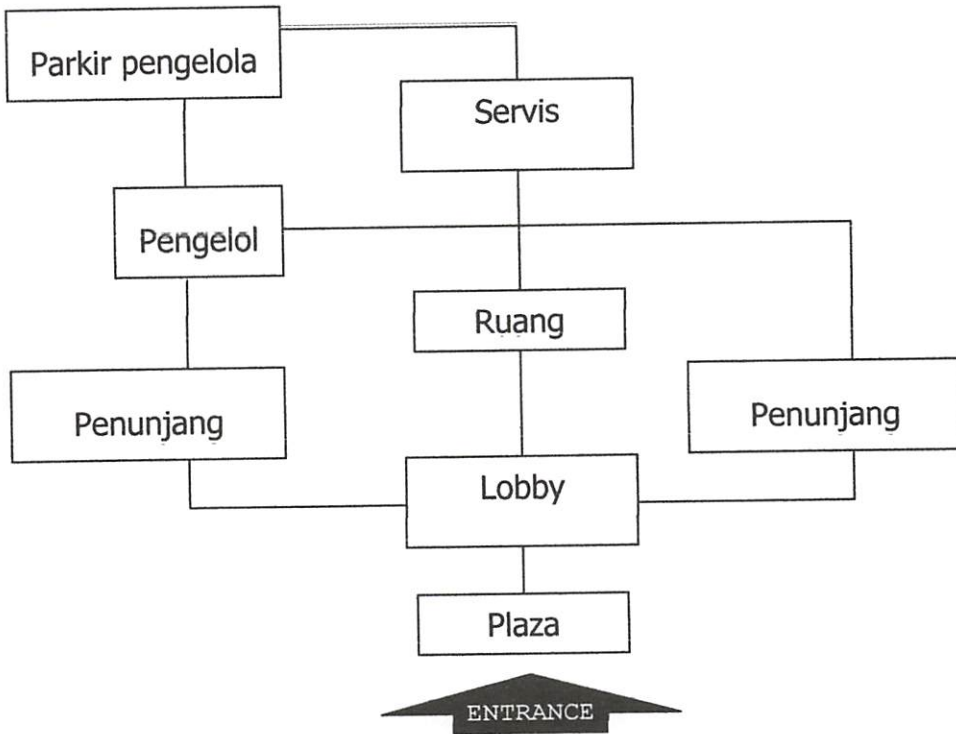 Parkir pengelola
Servis
Pengelol
Ruang
Penunjang
Penunjang
Lobby
Plaza
ENTRANCE